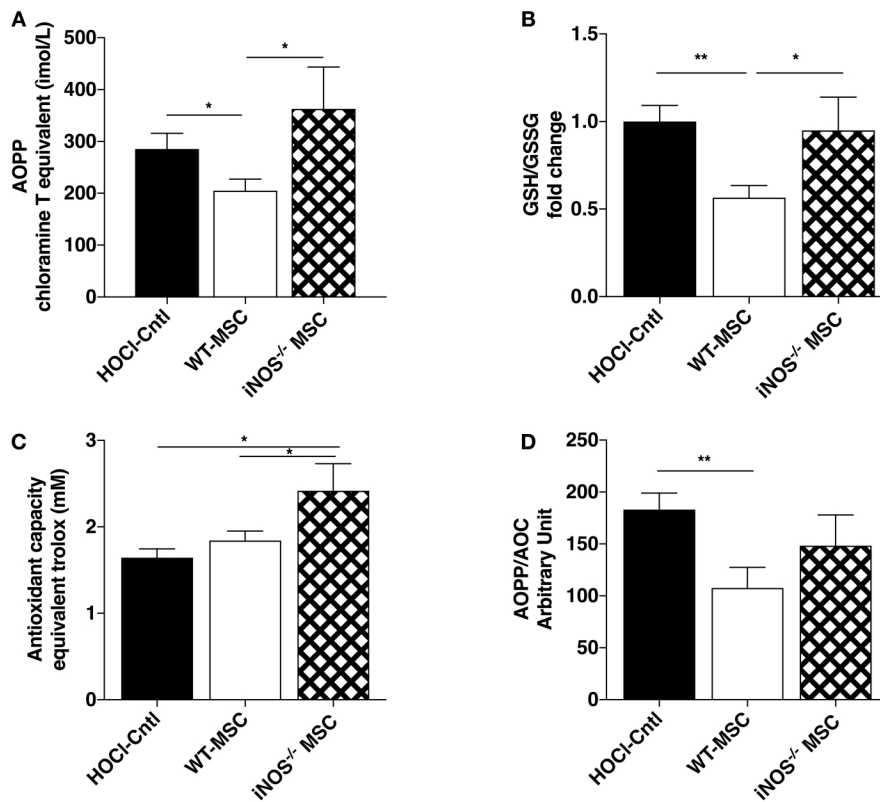 A
AOPP
chloramine T equivalent (imol/L)
500
400
300
200
100
0
*
*
HOCl-Cntl
WT-MSC
iNOS-/- MSC
B
GSH/GSSG
fold change
1.5
1.0
0.5
0.0
**
*
HOCl-Cntl
WT-MSC
iNOS-/- MSC
C
Antioxidant capacity
equivalent trolox (mM)
3
2
1
0
*
*
HOCl-Cntl
WT-MSC
iNOS-/- MSC
D
AOPP/AOC
Arbitrary Unit
250
200
150
100
50
0
**
HOCl-Cntl
WT-MSC
iNOS-/- MSC